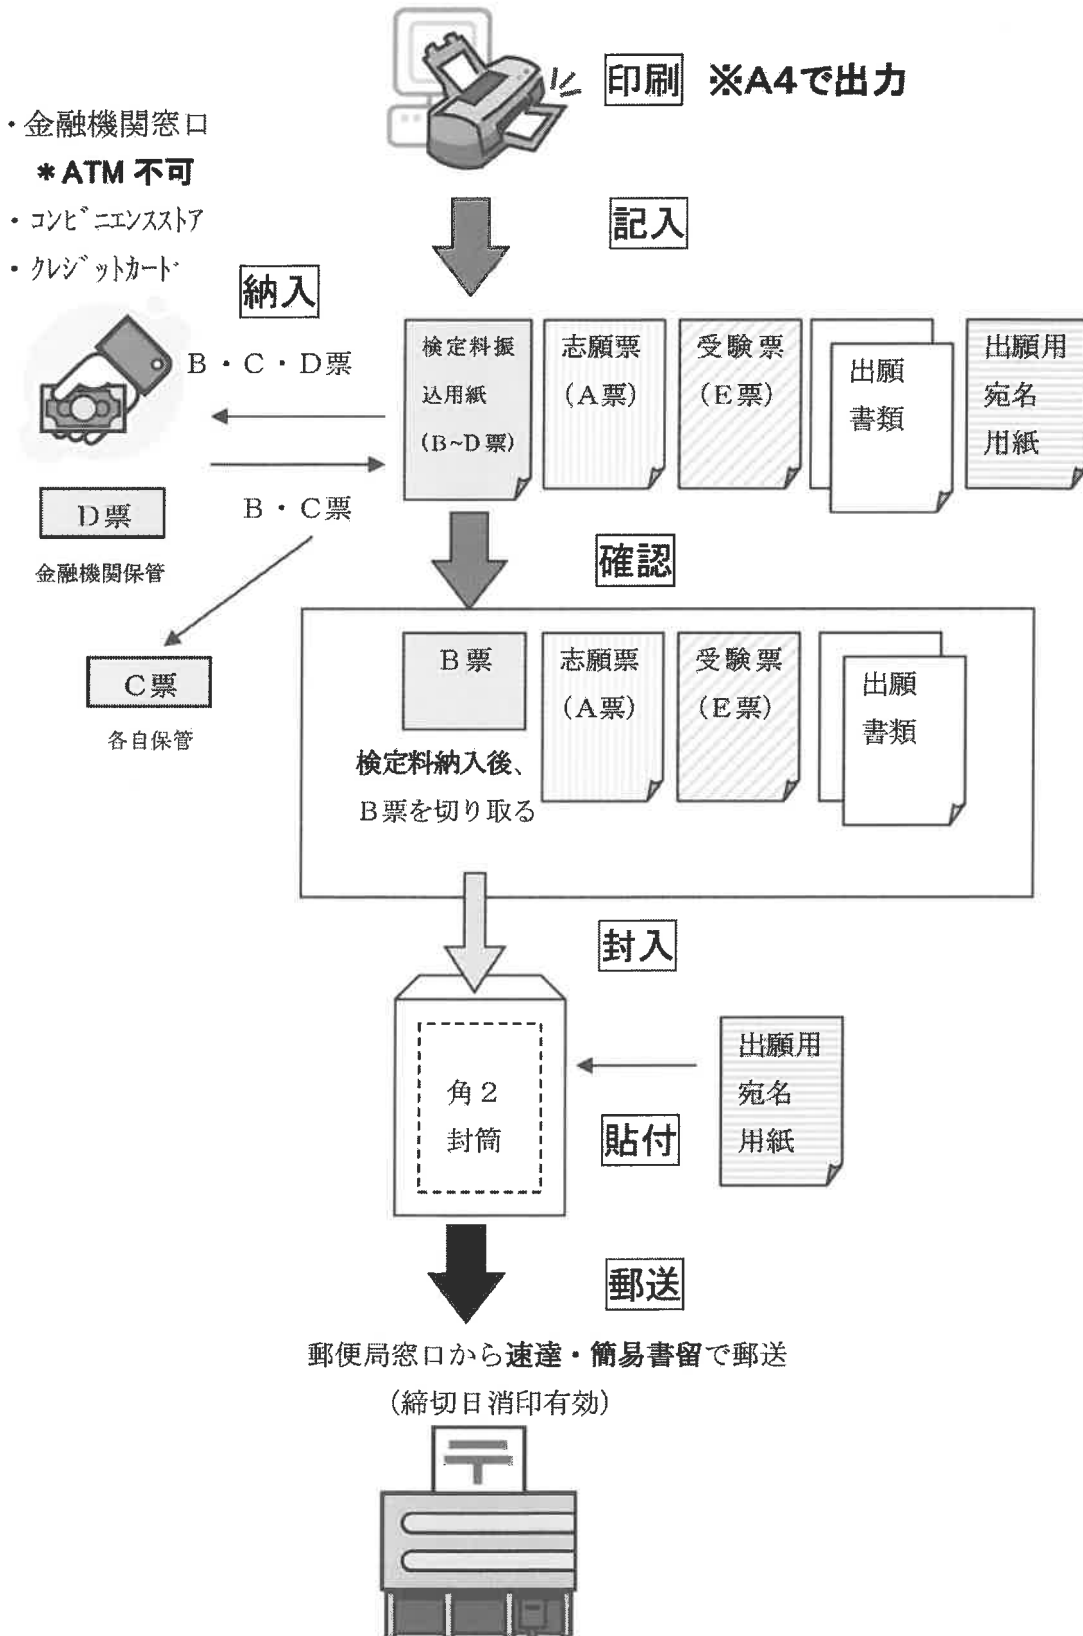 印刷 ※A4で出力
・金融機関窓口
＊ATM 不可
・コンビニエンスストア
・クレジットカード
記入
納入
B・C・D票
B・C票
D票
金融機関保管
C票
各自保管
検定料振
込用紙
(B~D票)
志願票
(A票)
受験票
(E票)
出願
書類
出願用
宛名
用紙
確認
B票
検定料納入後、
B票を切り取る
志願票
(A票)
受験票
(E票)
出願
書類
封入
角2
封筒
出願用
宛名
用紙
貼付
郵送
郵便局窓口から速達・簡易書留で郵送
(締切日消印有効)
〒